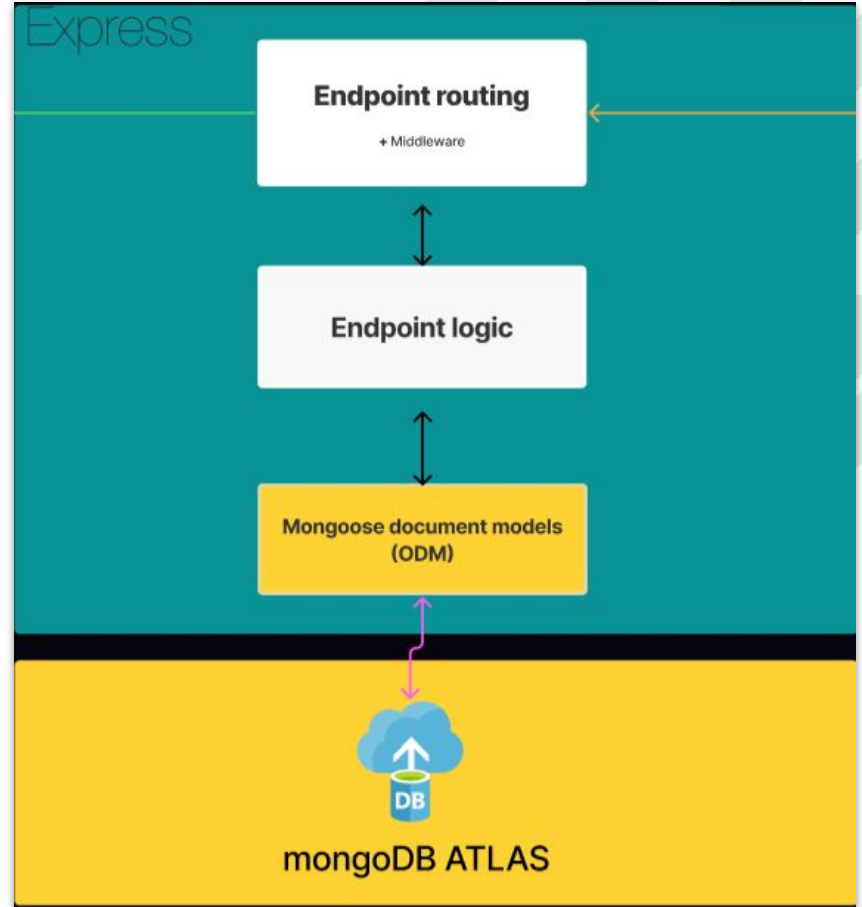 Express
Endpoint routing
+ Middleware
Endpoint logic
Mongoose document models
(ODM)
DB
mongoDB ATLAS